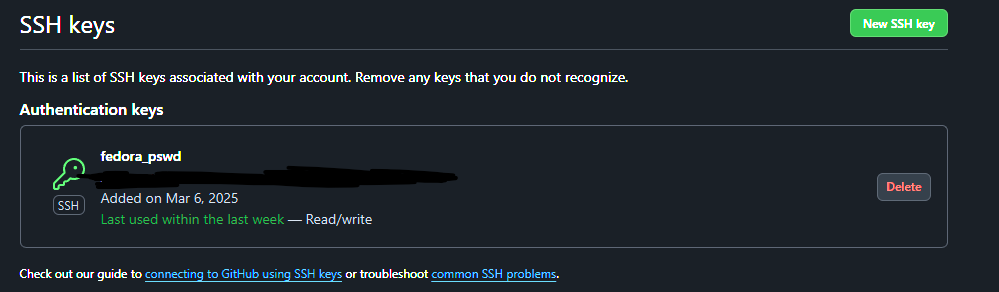 SSH keys
New SSH key
This is a list of SSH keys associated with your account. Remove any keys that you do not recognize.
Authentication keys
fedora_pswd
SSH
Added on Mar 6, 2025
Last used within the last week — Read/write
Delete
Check out our guide to connecting to GitHub using SSH keys or troubleshoot common SSH problems.